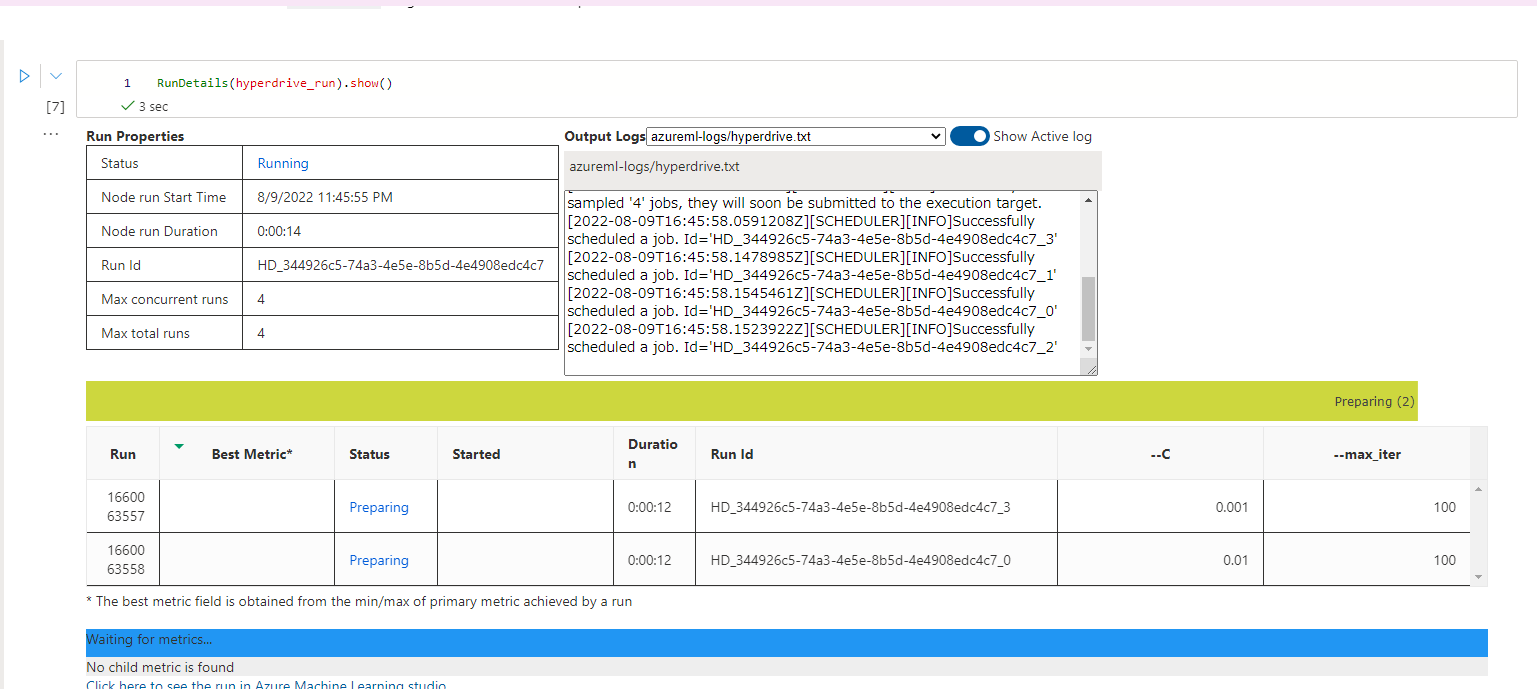 1 RunDetails(hyperdrive_run).show()
[7]
3 sec
...
Run Properties
Status Running
Node run Start Time 8/9/2022 11:45:55 PM
Node run Duration 0:00:14
Run Id HD_344926c5-74a3-4e5e-8b5d-4e4908edc4c7
Max concurrent runs 4
Max total runs 4
Output Logs azureml-logs/hyperdrive.txt Show Active log
azureml-logs/hyperdrive.txt
sampled '4' jobs, they will soon be submitted to the execution target.
[2022-08-09T16:45:58.0591208Z][SCHEDULER][INFO]Successfully
scheduled a job. Id='HD_344926c5-74a3-4e5e-8b5d-4e4908edc4c7_3'
[2022-08-09T16:45:58.1478985Z][SCHEDULER][INFO]Successfully
scheduled a job. Id='HD_344926c5-74a3-4e5e-8b5d-4e4908edc4c7_1'
[2022-08-09T16:45:58.1545461Z][SCHEDULER][INFO]Successfully
scheduled a job. Id='HD_344926c5-74a3-4e5e-8b5d-4e4908edc4c7_0'
[2022-08-09T16:45:58.1523922Z][SCHEDULER][INFO]Successfully
scheduled a job. Id='HD_344926c5-74a3-4e5e-8b5d-4e4908edc4c7_2'
Preparing (2)
Run Best Metric* Status Started Duratio
n Run Id --C --max_iter
16600
63557 Preparing 0:00:12 HD_344926c5-74a3-4e5e-8b5d-4e4908edc4c7_3 0.001 100
16600
63558 Preparing 0:00:12 HD_344926c5-74a3-4e5e-8b5d-4e4908edc4c7_0 0.01 100
* The best metric field is obtained from the min/max of primary metric achieved by a run
Waiting for metrics...
No child metric is found
Click here to see the run in Azure Machine Learning studio